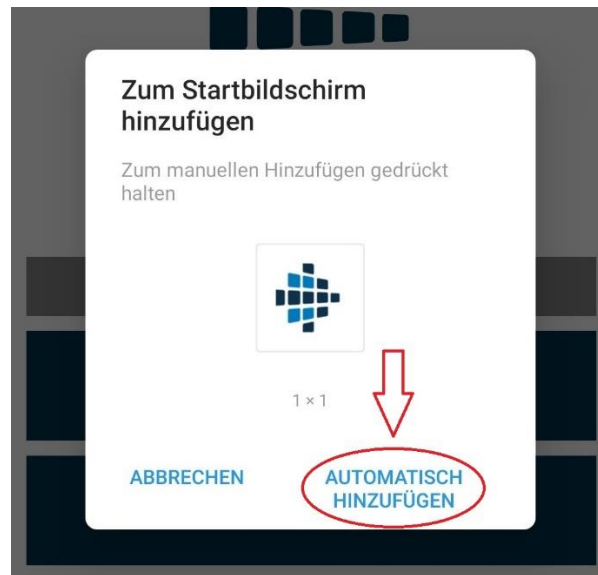 Zum Startbildschirm
hinzufügen
Zum manuellen Hinzufügen gedrückt
halten
1 × 1
ABBRECHEN
AUTOMATISCH
HINZUFÜGEN